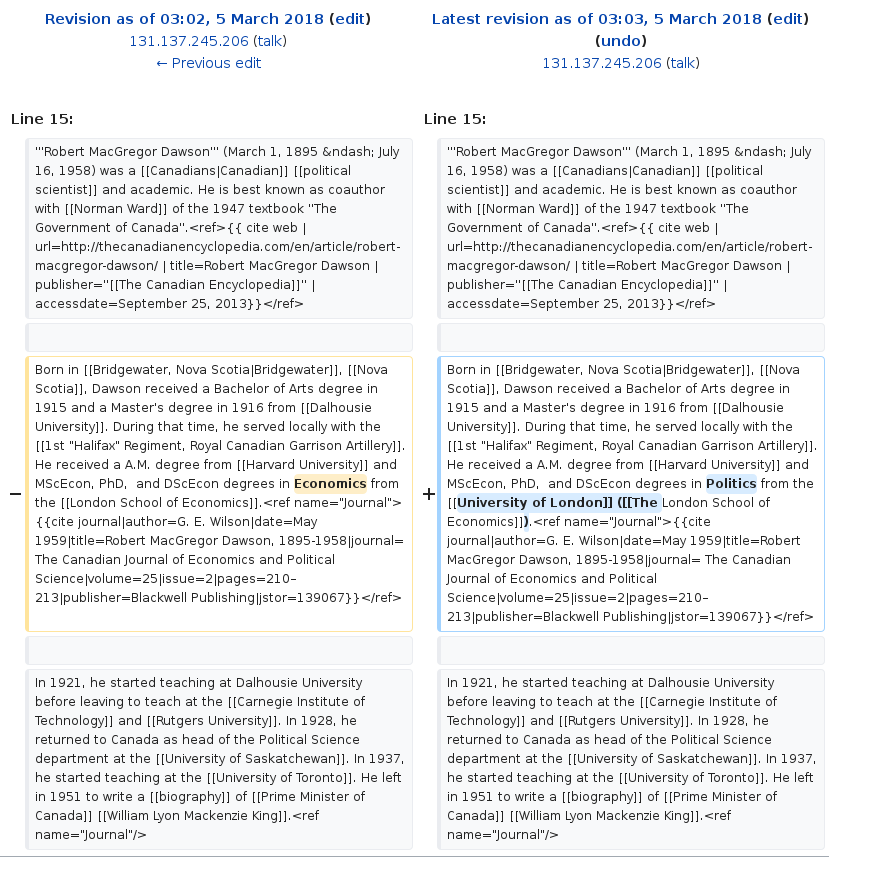 Revision as of 03:02, 5 March 2018 (edit)
131.137.245.206 (talk)
← Previous edit
Latest revision as of 03:03, 5 March 2018 (edit)
(undo)
131.137.245.206 (talk)
Line 15:
Line 15:
'''Robert MacGregor Dawson''' (March 1, 1895 &ndash; July
16, 1958) was a [[Canadians|Canadian]] [[political
scientist]] and academic. He is best known as coauthor
with [[Norman Ward]] of the 1947 textbook ''The
Government of Canada''.<ref>{{ cite web |
url=http://thecanadianencyclopedia.com/en/article/robert-
macgregor-dawson/ | title=Robert MacGregor Dawson |
publisher=''[[The Canadian Encyclopedia]]'' |
accessdate=September 25, 2013}}</ref>
'''Robert MacGregor Dawson''' (March 1, 1895 &ndash; July
16, 1958) was a [[Canadians|Canadian]] [[political
scientist]] and academic. He is best known as coauthor
with [[Norman Ward]] of the 1947 textbook ''The
Government of Canada''.<ref>{{ cite web |
url=http://thecanadianencyclopedia.com/en/article/robert-
macgregor-dawson/ | title=Robert MacGregor Dawson |
publisher=''[[The Canadian Encyclopedia]]'' |
accessdate=September 25, 2013}}</ref>
−
Born in [[Bridgewater, Nova Scotia|Bridgewater]], [[Nova
Scotia]], Dawson received a Bachelor of Arts degree in
1915 and a Master's degree in 1916 from [[Dalhousie
University]]. During that time, he served locally with the
[[1st "Halifax" Regiment, Royal Canadian Garrison Artillery]].
He received a A.M. degree from [[Harvard University]] and
MScEcon, PhD,  and DScEcon degrees in Economics from
the [[London School of Economics]].<ref name="Journal">
{{cite journal|author=G. E. Wilson|date=May
1959|title=Robert MacGregor Dawson, 1895-1958|journal=
The Canadian Journal of Economics and Political
Science|volume=25|issue=2|pages=210–
213|publisher=Blackwell Publishing|jstor=139067}}</ref>
+
Born in [[Bridgewater, Nova Scotia|Bridgewater]], [[Nova
Scotia]], Dawson received a Bachelor of Arts degree in
1915 and a Master's degree in 1916 from [[Dalhousie
University]]. During that time, he served locally with the
[[1st "Halifax" Regiment, Royal Canadian Garrison Artillery]].
He received a A.M. degree from [[Harvard University]] and
MScEcon, PhD,  and DScEcon degrees in Politics from the
[[University of London]] ([[The London School of
Economics]]).<ref name="Journal">{{cite
journal|author=G. E. Wilson|date=May 1959|title=Robert
MacGregor Dawson, 1895-1958|journal= The Canadian
Journal of Economics and Political
Science|volume=25|issue=2|pages=210–
213|publisher=Blackwell Publishing|jstor=139067}}</ref>
In 1921, he started teaching at Dalhousie University
before leaving to teach at the [[Carnegie Institute of
Technology]] and [[Rutgers University]]. In 1928, he
returned to Canada as head of the Political Science
department at the [[University of Saskatchewan]]. In 1937,
he started teaching at the [[University of Toronto]]. He left
in 1951 to write a [[biography]] of [[Prime Minister of
Canada]] [[William Lyon Mackenzie King]].<ref
name="Journal"/>
In 1921, he started teaching at Dalhousie University
before leaving to teach at the [[Carnegie Institute of
Technology]] and [[Rutgers University]]. In 1928, he
returned to Canada as head of the Political Science
department at the [[University of Saskatchewan]]. In 1937,
he started teaching at the [[University of Toronto]]. He left
in 1951 to write a [[biography]] of [[Prime Minister of
Canada]] [[William Lyon Mackenzie King]].<ref
name="Journal"/>